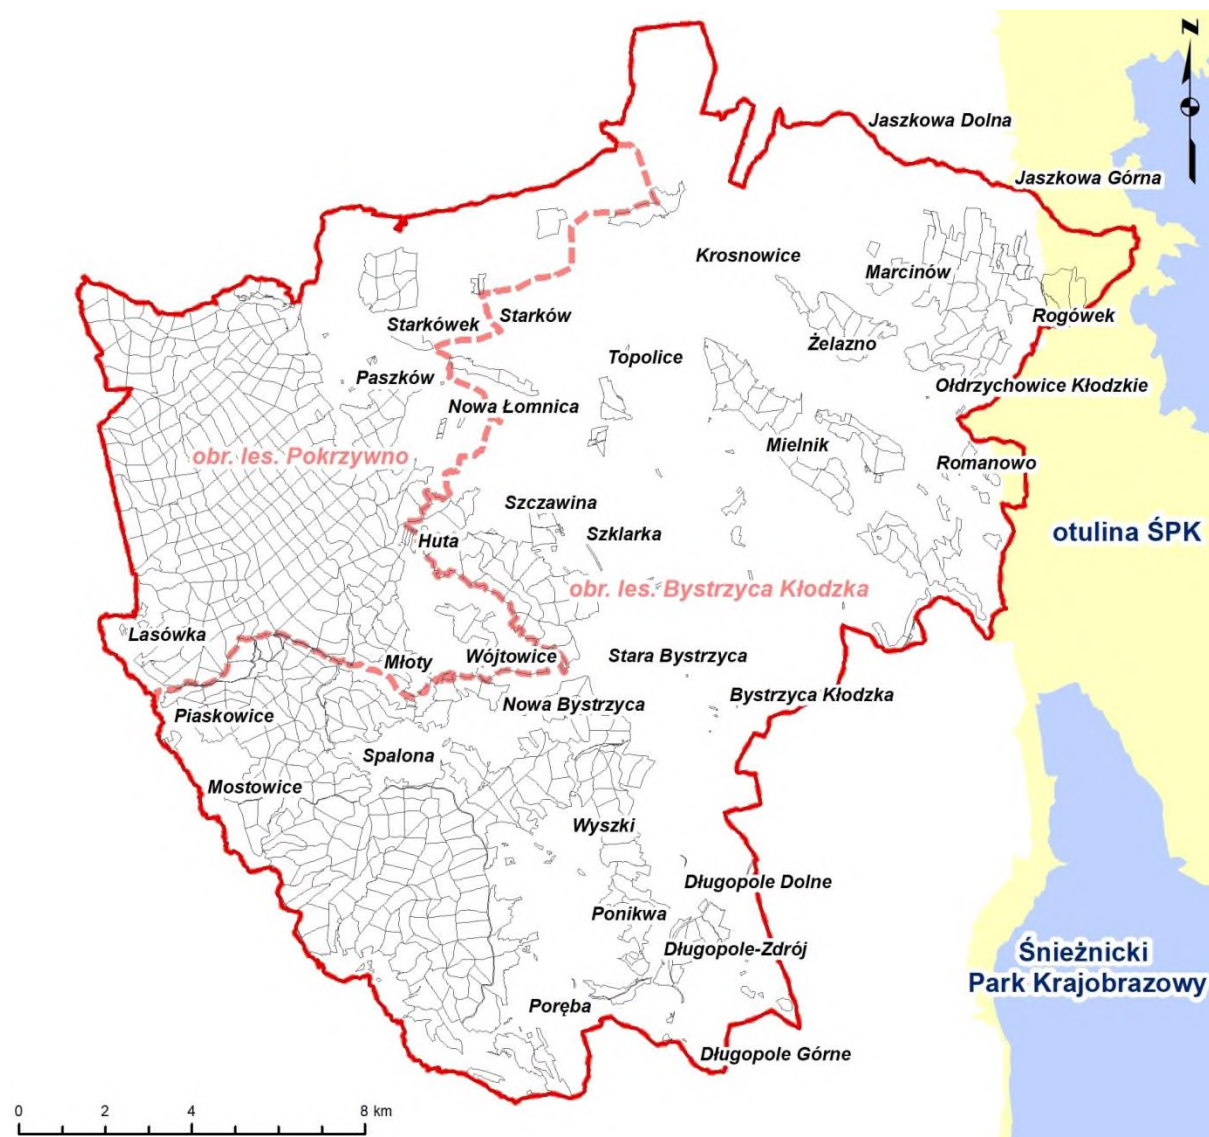 N
Jaszkowa Dolna
Jaszkowa Górna
Krosnowice
Marcinów
Rogówek
Starkówek
Starków
Żelazno
Topolice
Paszków
Ołdrzychowice Kłodzkie
Nowa Łomnica
obr. les. Pokrzywno
Mielnik
Romanowo
Szczawina
Szklarka
otulina ŚPK
Huta
obr. les. Bystrzyca Kłodzka
Lasówka
Młoty
Wójtowice
Stara Bystrzyca
Bystrzyca Kłodzka
Piaskowice
Nowa Bystrzyca
Spalona
Mostowice
Wyszki
Długopole Dolne
Ponikwa
Długopole-Zdrój
Śnieżnicki
Park Krajobrazowy
Poręba
Długopole Górne
0 2 4 8 km